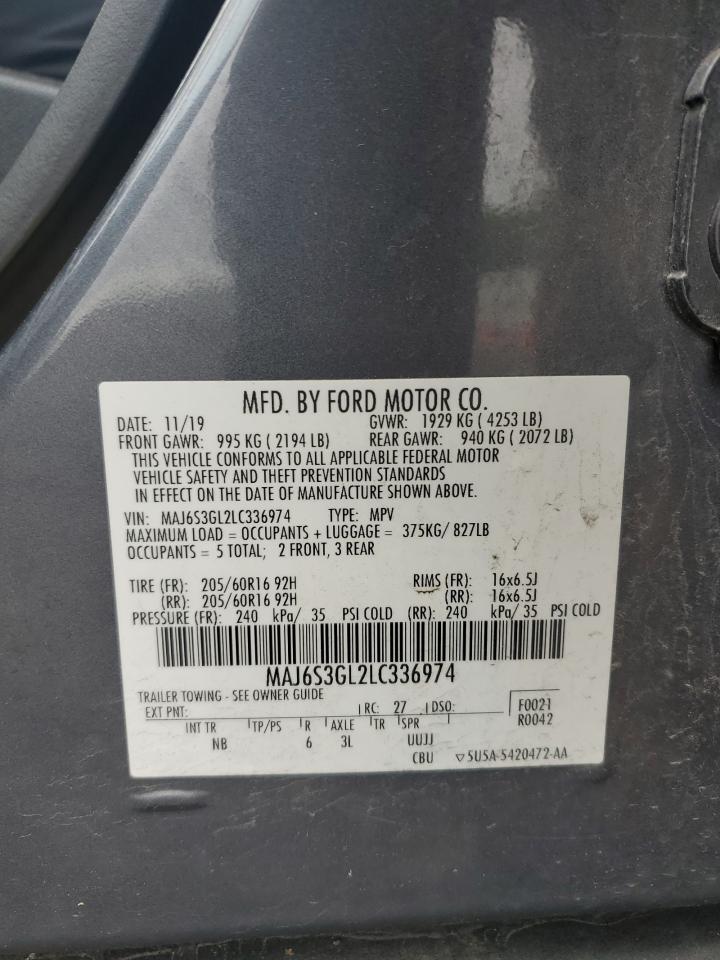 MFD. BY FORD MOTOR CO.
DATE: 11/19 GVWR: 1929 KG ( 4253 LB)
FRONT GAWR: 995 KG ( 2194 LB) REAR GAWR: 940 KG ( 2072 LB)
THIS VEHICLE CONFORMS TO ALL APPLICABLE FEDERAL MOTOR
VEHICLE SAFETY AND THEFT PREVENTION STANDARDS
IN EFFECT ON THE DATE OF MANUFACTURE SHOWN ABOVE.
VIN: MAJ6S3GL2LC336974 TYPE: MPV
MAXIMUM LOAD = OCCUPANTS + LUGGAGE = 375KG/ 827LB
OCCUPANTS = 5 TOTAL; 2 FRONT, 3 REAR
TIRE (FR): 205/60R16 92H RIMS (FR): 16x6.5J
(RR): 205/60R16 92H (RR): 16x6.5J
PRESSURE (FR): 240 kPa/ 35 PSI COLD (RR): 240 kPa/ 35 PSI COLD
MAJ6S3GL2LC336974
TRAILER TOWING - SEE OWNER GUIDE
EXT PNT: RC: 27 DSO: F0021
R0042
INT TR TP/PS R AXLE TR SPR
NB 6 3L UUJJ
CBU ▽5U5A-5420472-AA